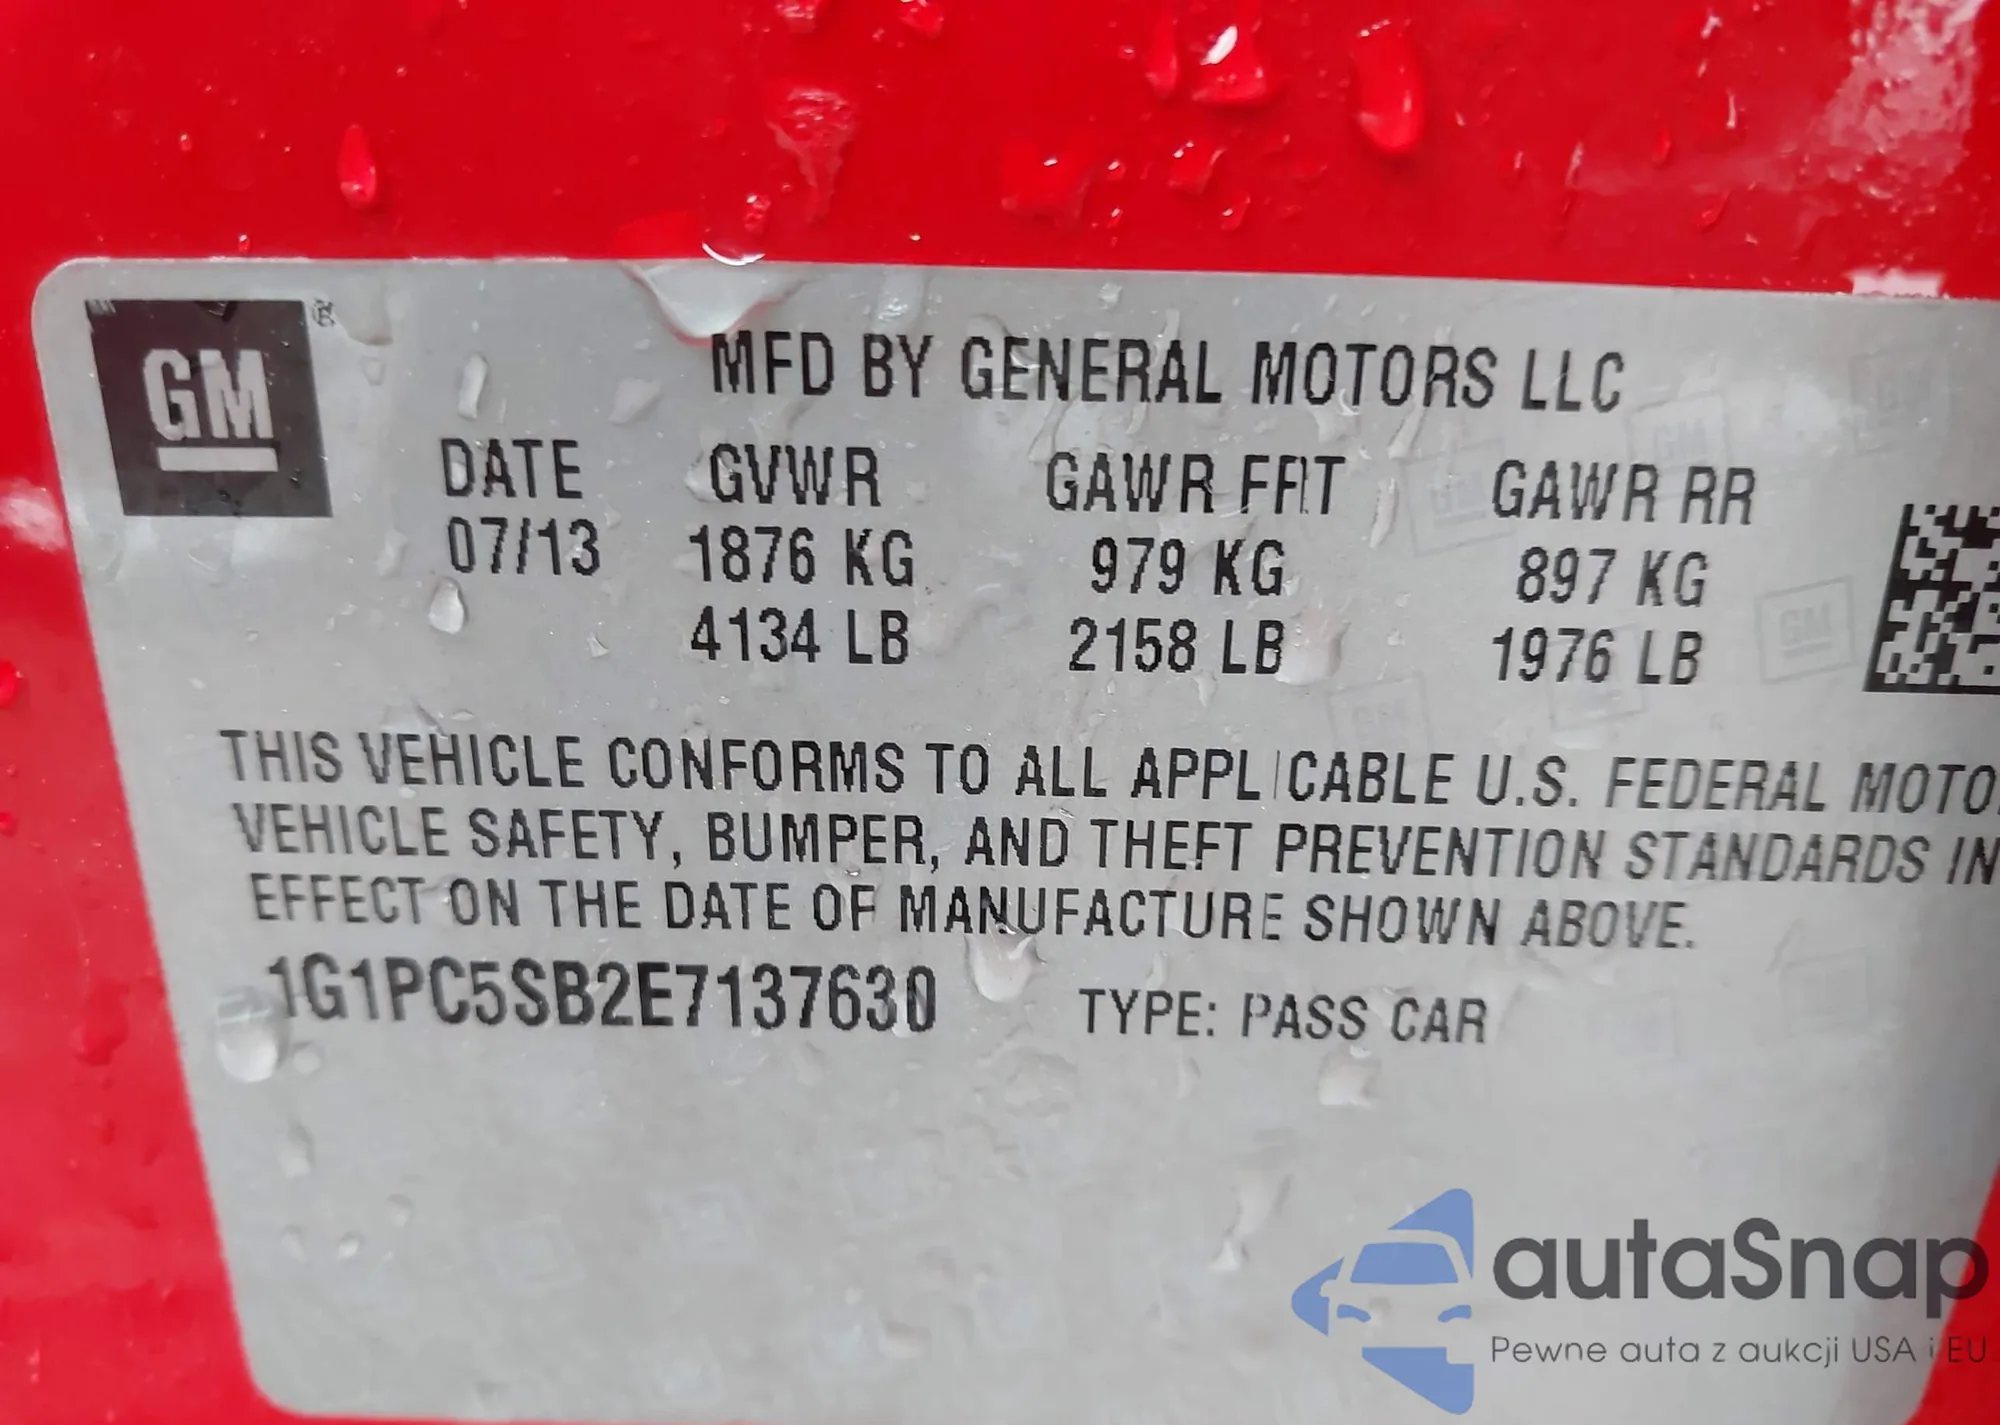 GM ®
MFD BY GENERAL MOTORS LLC
DATE GVWR GAWR FRT GAWR RR
07/13 1876 KG 979 KG 897 KG
4134 LB 2158 LB 1976 LB
THIS VEHICLE CONFORMS TO ALL APPLICABLE U.S. FEDERAL MOTO
VEHICLE SAFETY, BUMPER, AND THEFT PREVENTION STANDARDS IN
EFFECT ON THE DATE OF MANUFACTURE SHOWN ABOVE.
1G1PC5SB2E7137630 TYPE: PASS CAR
autaSnap
Pewne auta z aukcji USA i EU